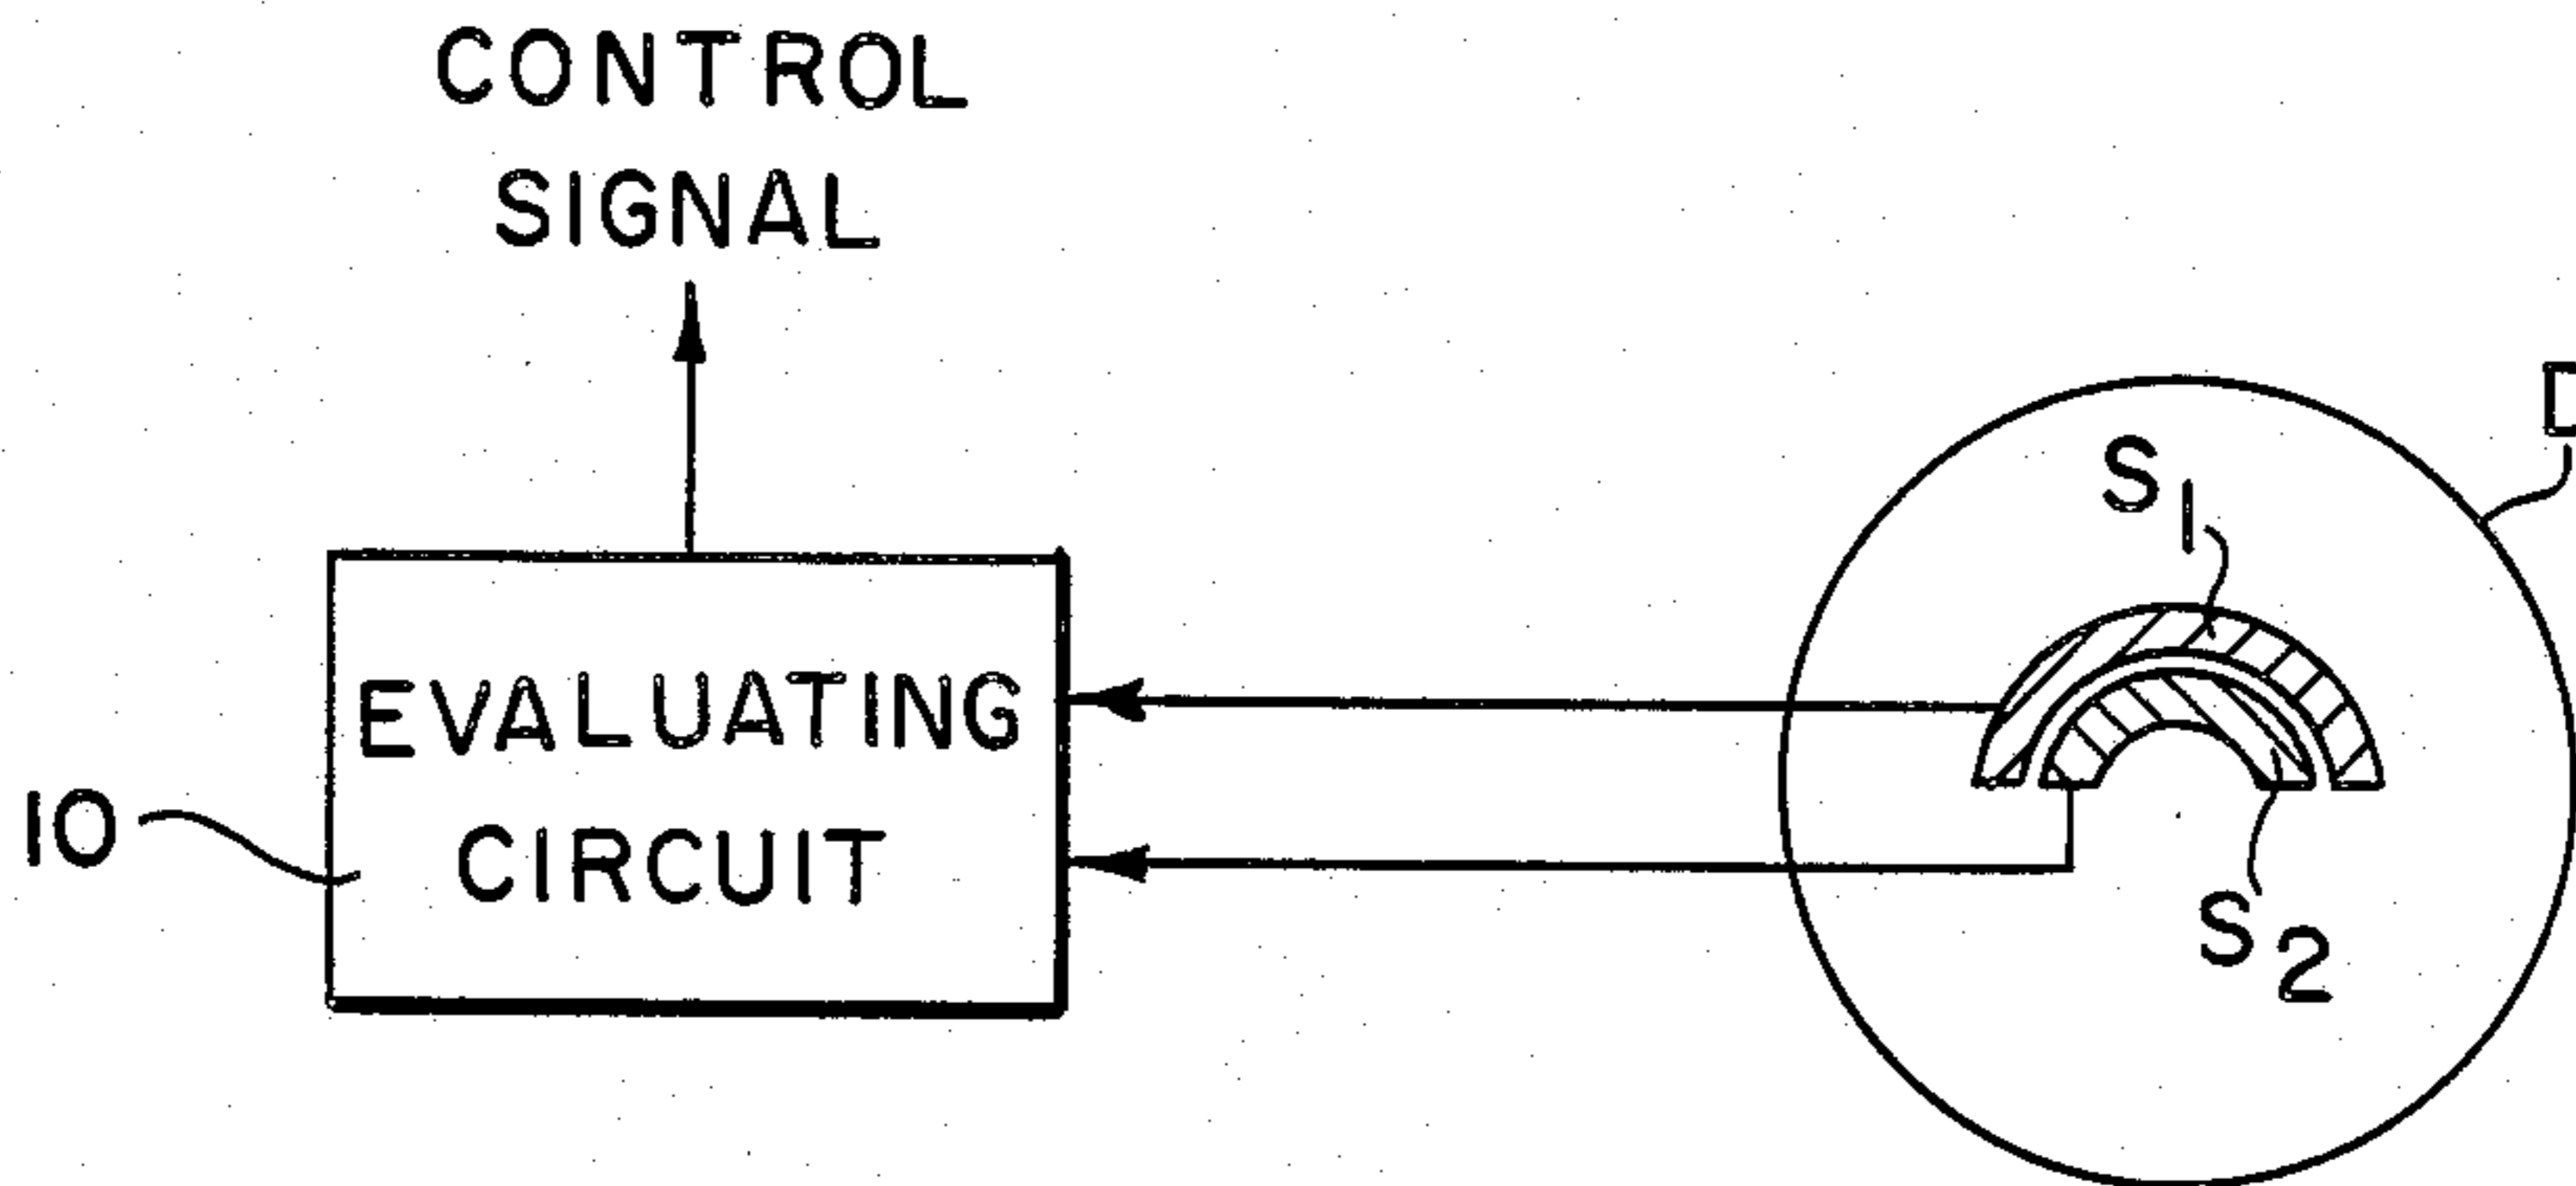 CONTROL
SIGNAL
D
S1
EVALUATING
10
CIRCUIT
S2